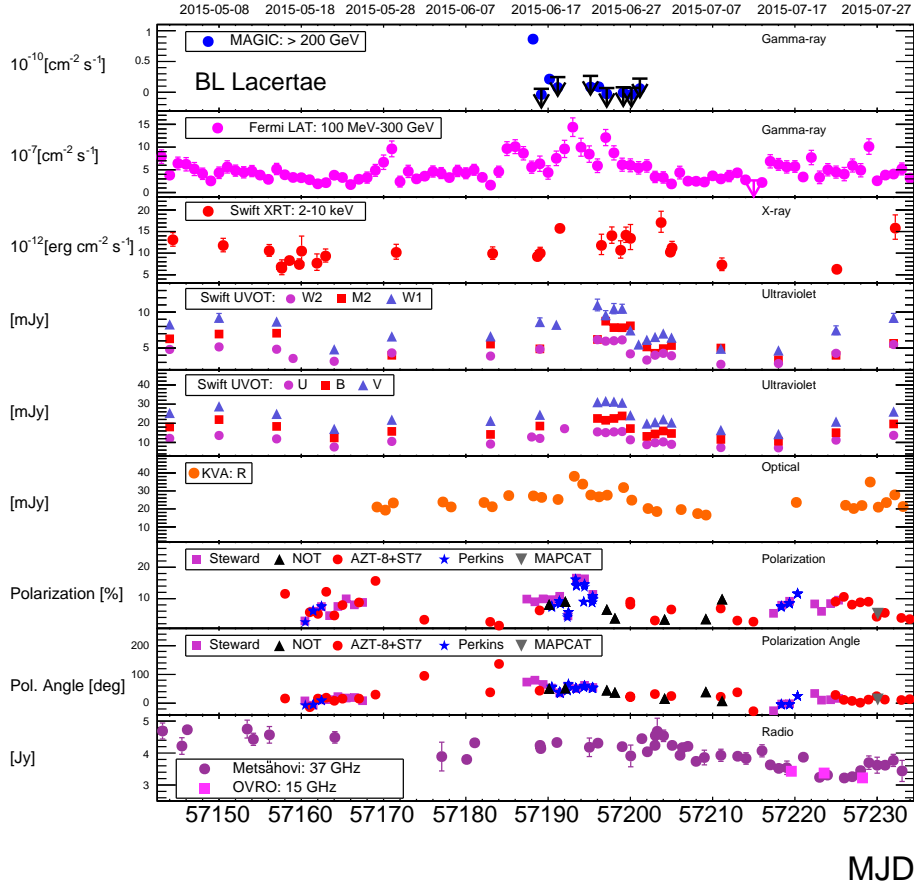 2015-05-08 2015-05-18 2015-05-28 2015-06-07 2015-06-17 2015-06-27 2015-07-07 2015-07-17 2015-07-27
10⁻¹⁰[cm⁻² s⁻¹]
1
0.5
0
MAGIC: > 200 GeV
Gamma-ray
BL Lacertae
10⁻⁷[cm⁻² s⁻¹]
15
10
5
0
Fermi LAT: 100 MeV-300 GeV
Gamma-ray
10⁻¹²[erg cm⁻² s⁻¹]
20
15
10
5
Swift XRT: 2-10 keV
X-ray
[mJy]
10
5
Swift UVOT: W2 M2 W1
Ultraviolet
[mJy]
40
30
20
10
Swift UVOT: U B V
Ultraviolet
[mJy]
40
30
20
10
KVA: R
Optical
Polarization [%]
20
10
Steward NOT AZT-8+ST7 Perkins MAPCAT
Polarization
Pol. Angle [deg]
200
100
0
Steward NOT AZT-8+ST7 Perkins MAPCAT
Polarization Angle
[Jy]
5
4
3
Radio
Metsähovi: 37 GHz
OVRO: 15 GHz
57150 57160 57170 57180 57190 57200 57210 57220 57230
MJD